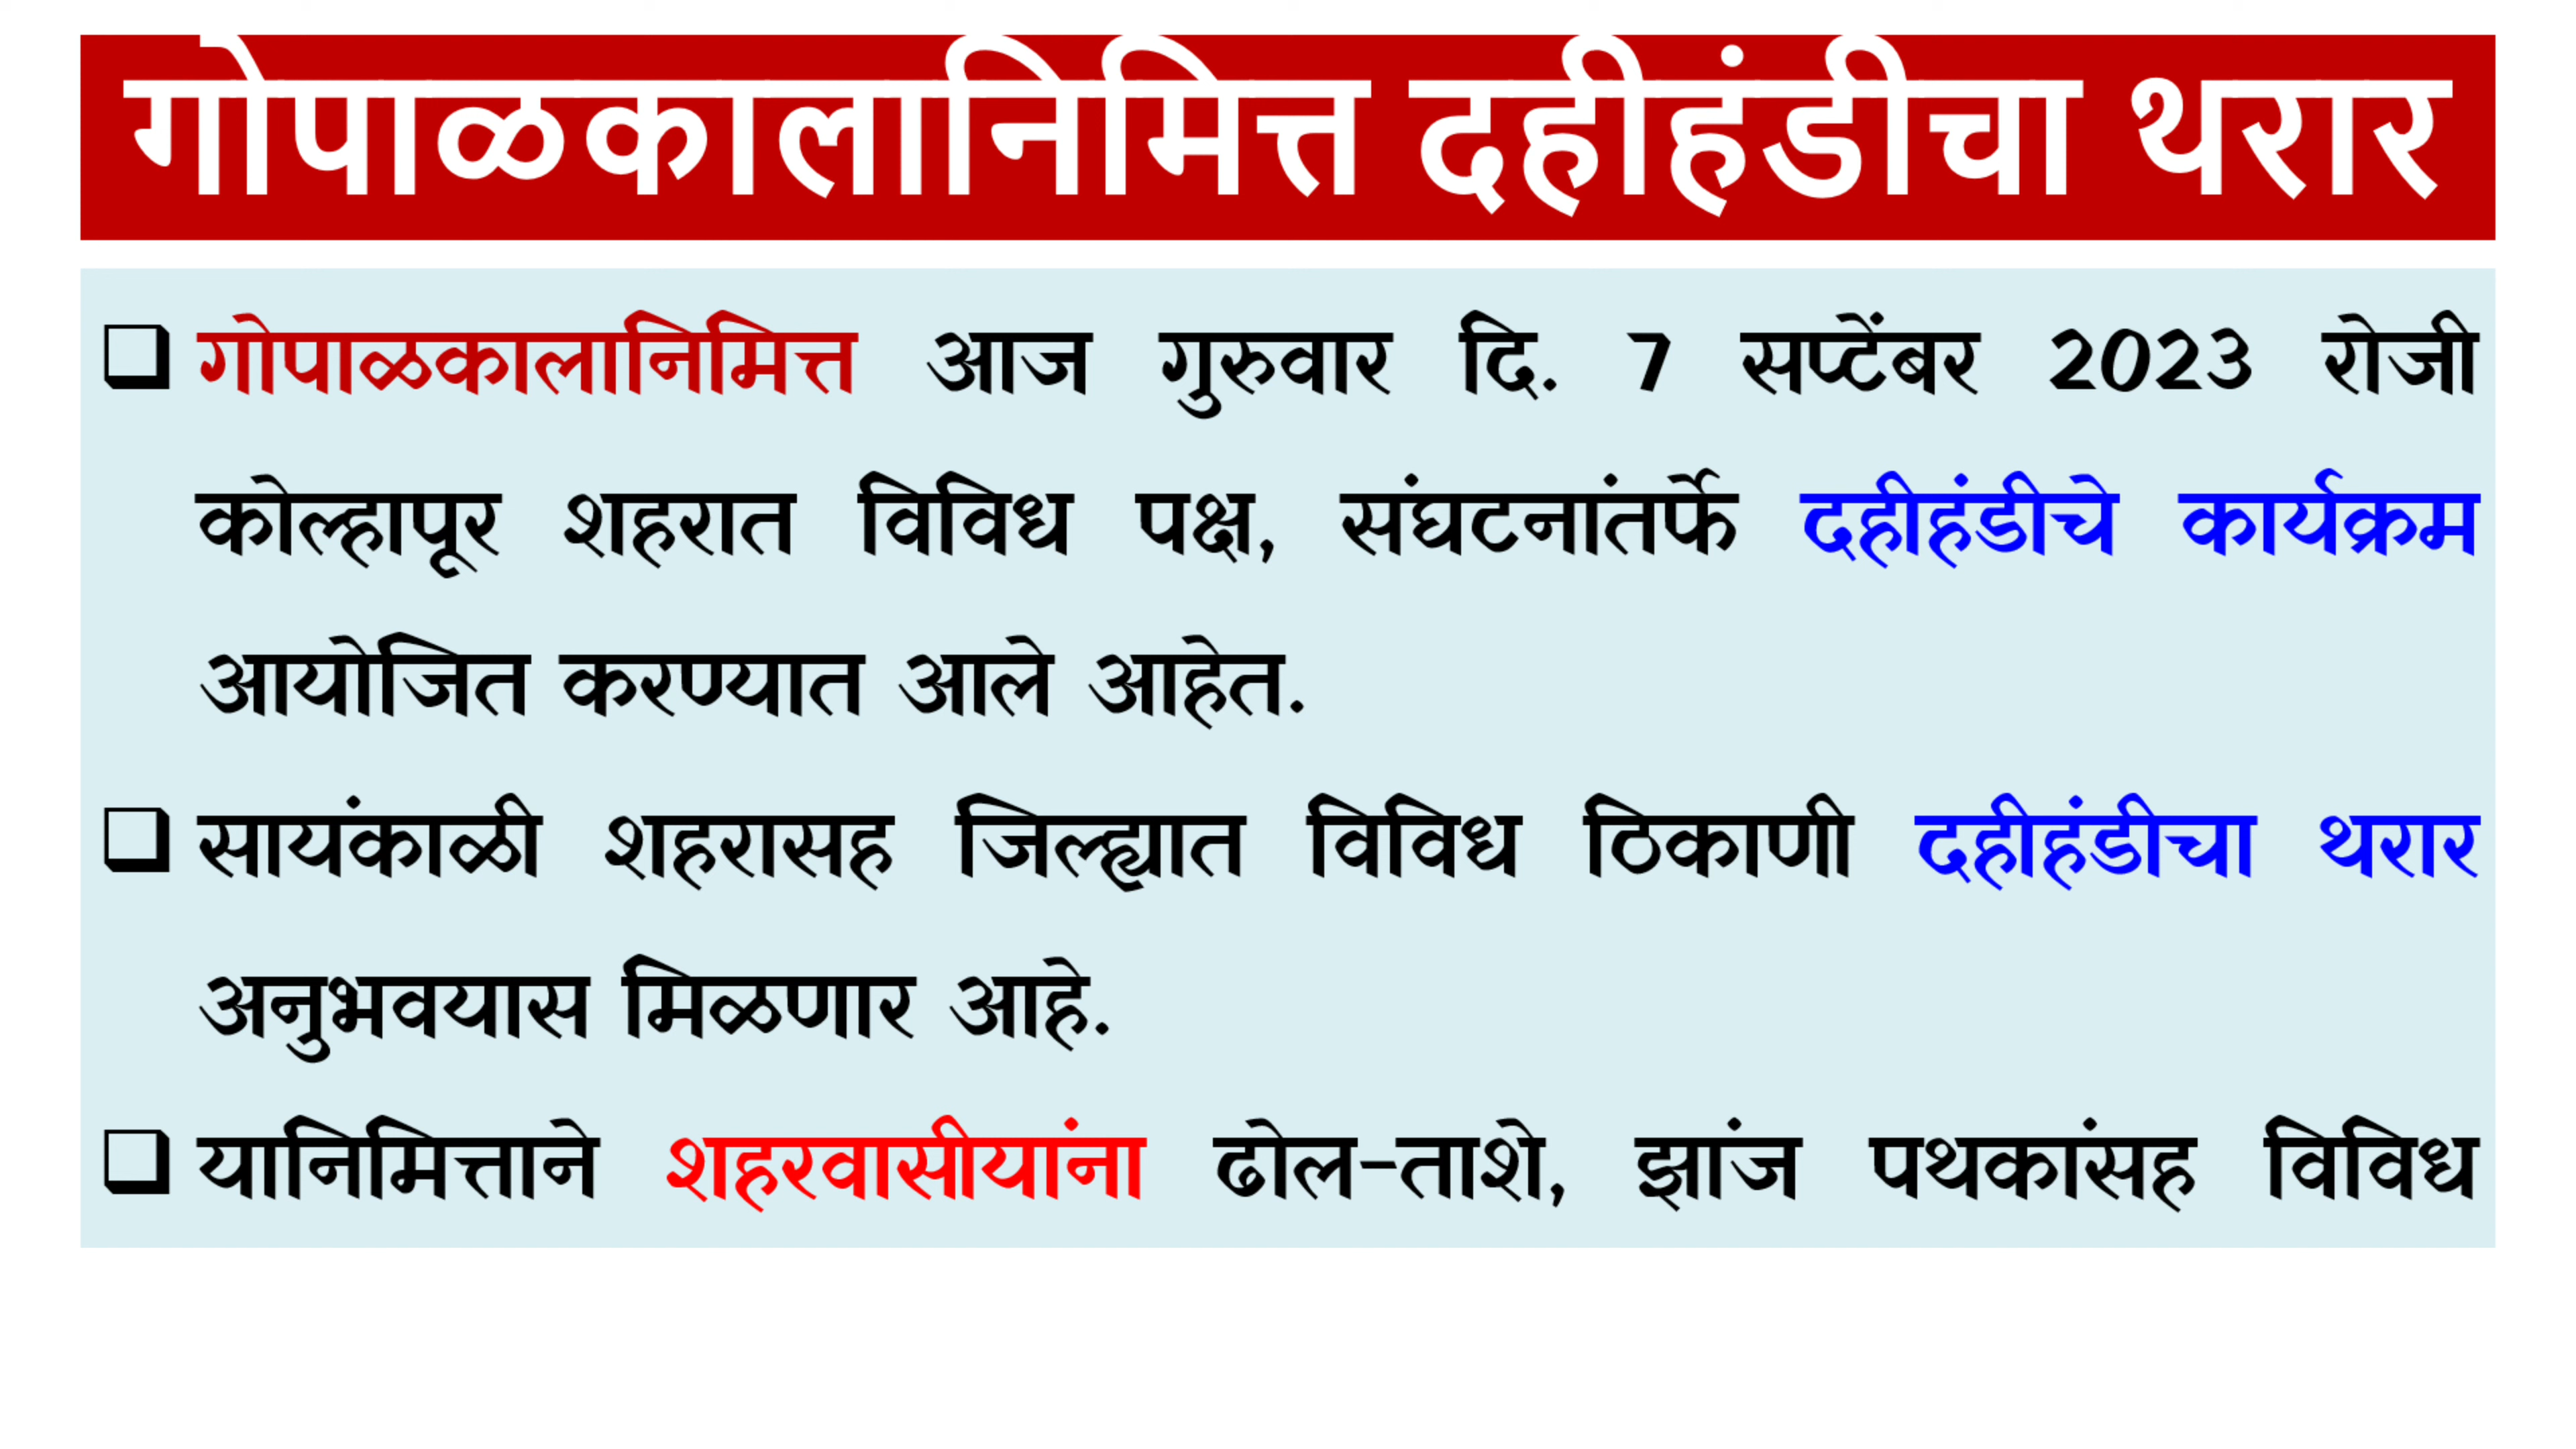 गोपाळकालानिमित्त दहीहंडीचा थरार
गोपाळकालानिमित्त आज गुरुवार दि. 7 सप्टेंबर 2023 रोजी
कोल्हापूर शहरात विविध पक्ष, संघटनांतर्फे दहीहंडीचे कार्यक्रम
आयोजित करण्यात आले आहेत.
सायंकाळी शहरासह जिल्ह्यात विविध ठिकाणी दहीहंडीचा थरार
अनुभवयास मिळणार आहे.
यानिमित्ताने शहरवासीयांना ढोल-ताशे, झांज पथकांसह विविध